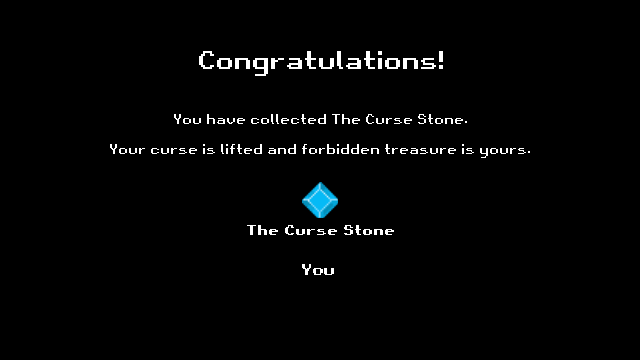 Congratulations!
You have collected The Curse Stone.
Your curse is lifted and forbidden treasure is yours.
The Curse Stone
You